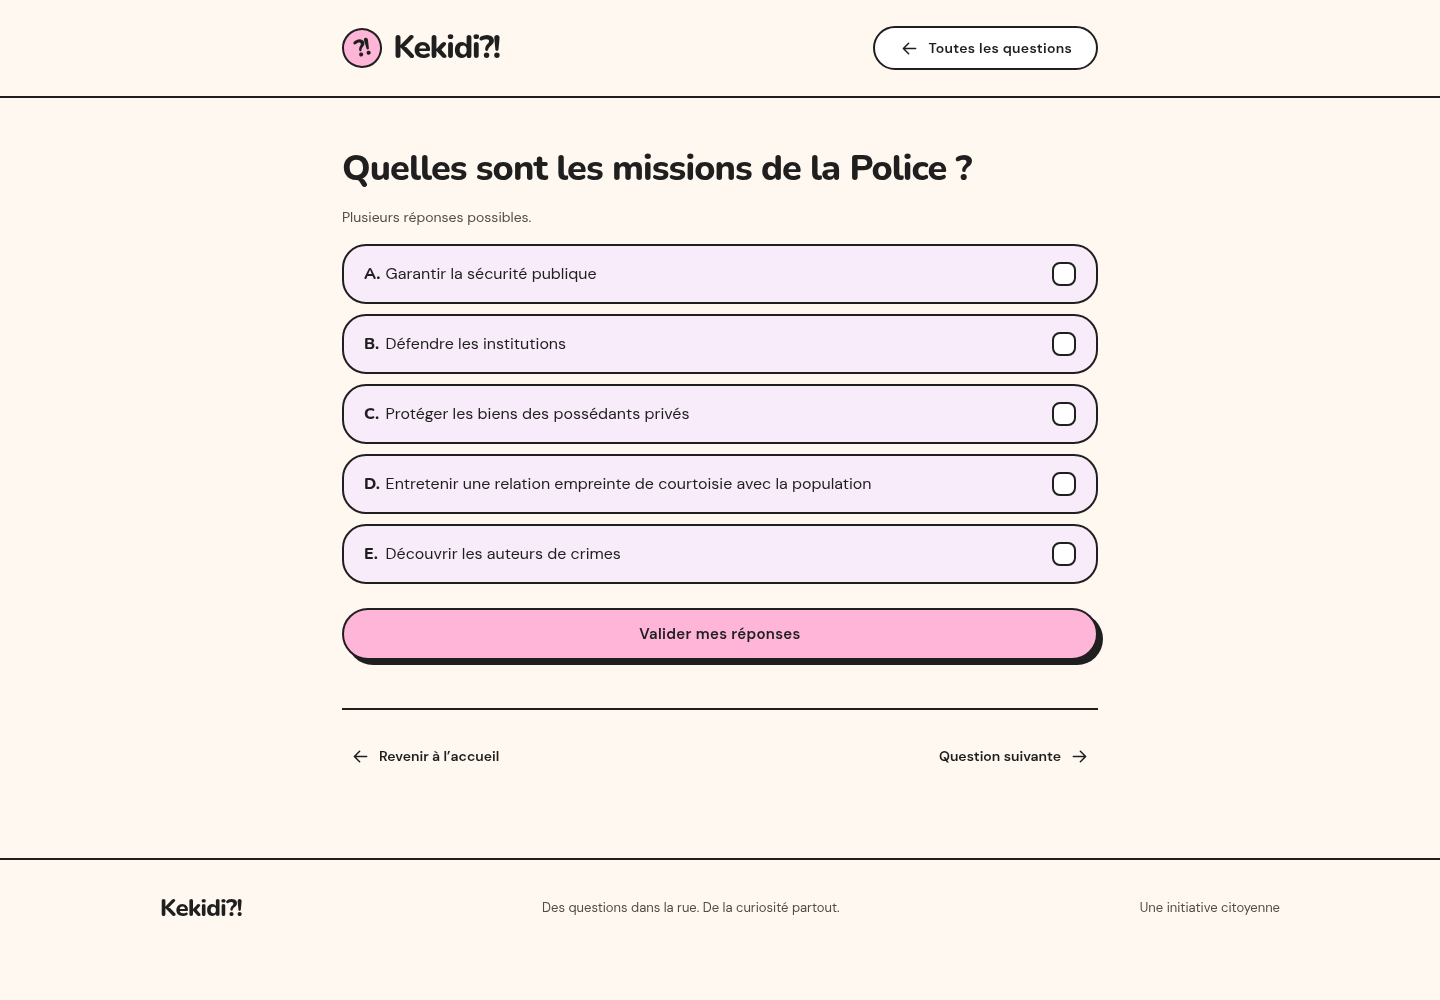 ?! Kekidi?!
← Toutes les questions
Quelles sont les missions de la Police ?
Plusieurs réponses possibles.
A. Garantir la sécurité publique
B. Défendre les institutions
C. Protéger les biens des possédants privés
D. Entretenir une relation empreinte de courtoisie avec la population
E. Découvrir les auteurs de crimes
Valider mes réponses
← Revenir à l’accueil
Question suivante →
Kekidi?!
Des questions dans la rue. De la curiosité partout.
Une initiative citoyenne